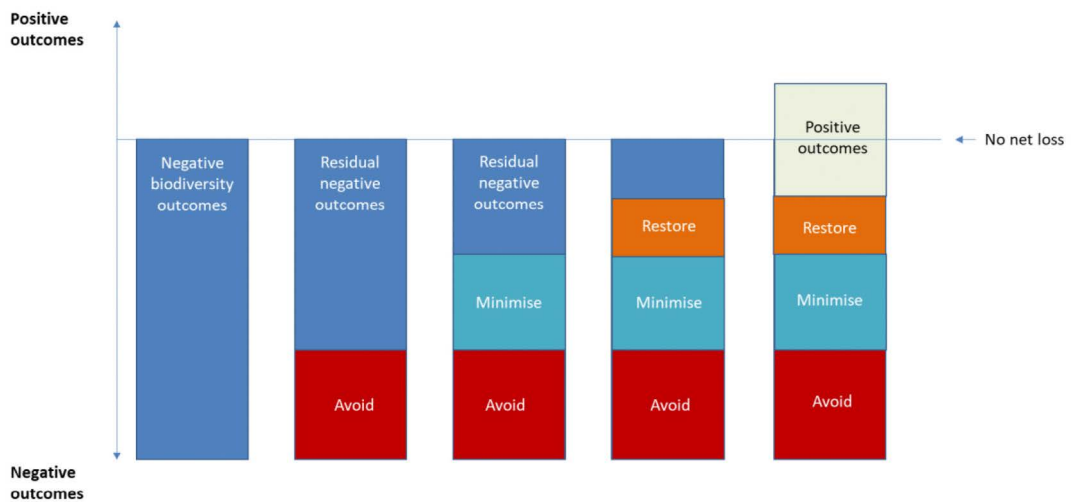 Positive
outcomes
No net loss
Negative
biodiversity
outcomes
Residual
negative
outcomes
Residual
negative
outcomes
Positive
outcomes
Restore
Restore
Minimise
Minimise
Minimise
Avoid
Avoid
Avoid
Avoid
Negative
outcomes